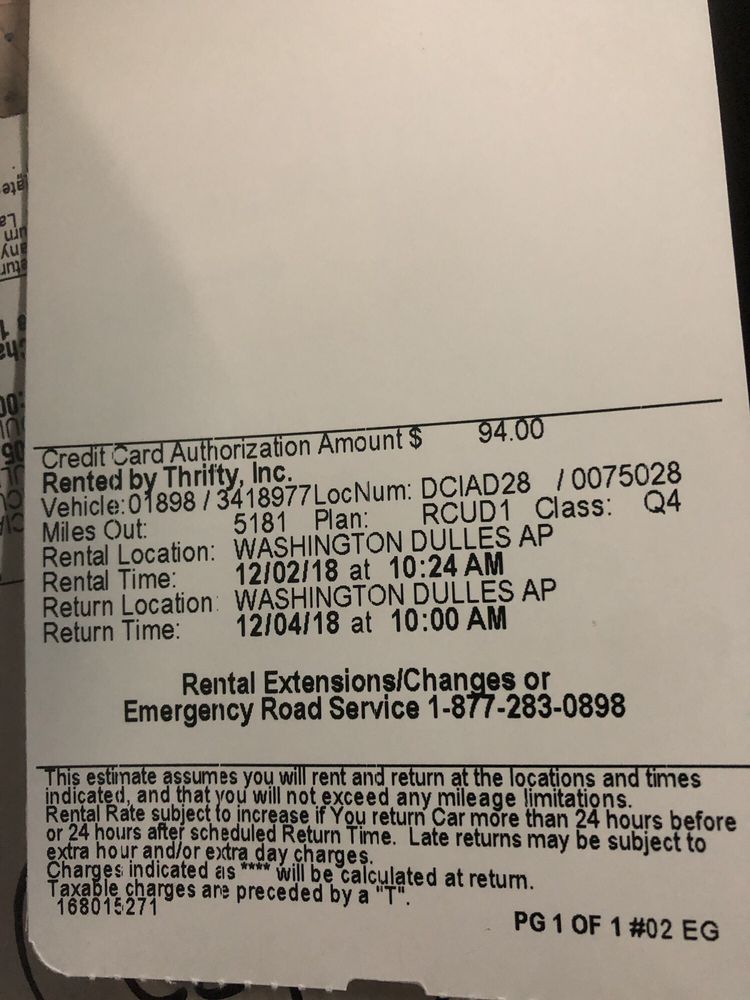 Credit Card Authorization Amount $ 94.00
Rented by Thrifty, Inc.
Vehicle: 01898 / 3418977 LocNum: DCIAD28 / 0075028
Miles Out: 5181 Plan: RCUD1 Class: Q4
Rental Location: WASHINGTON DULLES AP
Rental Time: 12/02/18 at 10:24 AM
Return Location: WASHINGTON DULLES AP
Return Time: 12/04/18 at 10:00 AM
Rental Extensions/Changes or
Emergency Road Service 1-877-283-0898
This estimate assumes you will rent and return at the locations and times
indicated, and that you will not exceed any mileage limitations.
Rental Rate subject to increase if You return Car more than 24 hours before
or 24 hours after scheduled Return Time. Late returns may be subject to
extra hour and/or extra day charges.
Charges indicated as **** will be calculated at return.
Taxable charges are preceded by a "T".
168015271
PG 1 OF 1 #02 EG